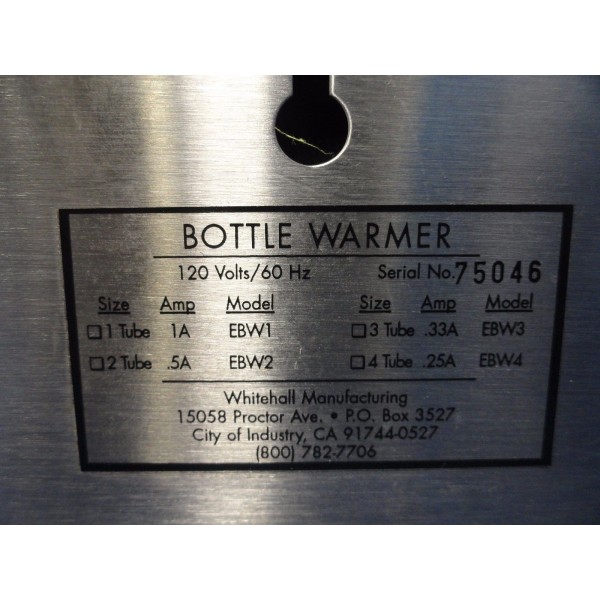 BOTTLE WARMER
120 Volts/60 Hz Serial No. 75046
Size Amp Model Size Amp Model
☐ 1 Tube .1A EBW1 ☐ 3 Tube .33A EBW3
☐ 2 Tube .5A EBW2 ☐ 4 Tube .25A EBW4
Whitehall Manufacturing
15058 Proctor Ave. • P.O. Box 3527
City of Industry, CA 91744-0527
(800) 782-7706